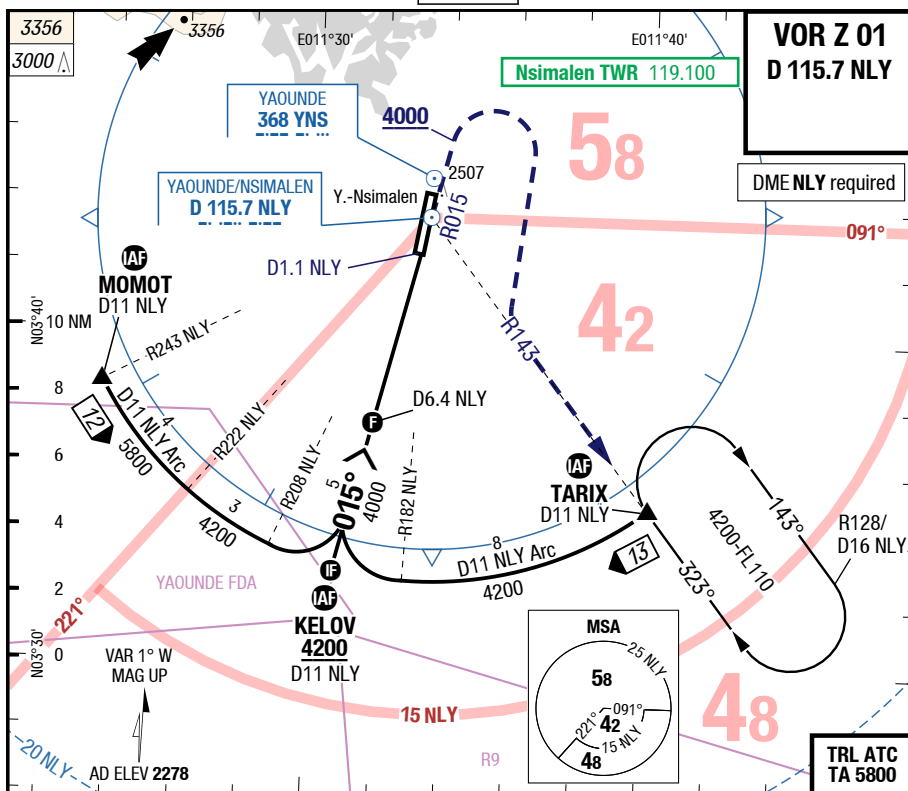 3356
3000
3356
E011°30'
E011°40'
VOR Z 01
D 115.7 NLY
Nsimalen TWR 119.100
YAOUNDE
368 YNS
4000
58
2507
DME NLY required
YAOUNDE/NSIMALEN
D 115.7 NLY
Y.-Nsimalen
R015
091°
D1.1 NLY
IAF
MOMOT
D11 NLY
N03°40'
10 NM
R243 NLY
42
R143
8
D6.4 NLY
F
12
D11 NLY Arc
4
5800
R222 NLY
6
R208 NLY
015°
5
4000
R182 NLY
IAF
TARIX
D11 NLY
3
4200
4
8
D11 NLY Arc
4200
13
143°
4200-FL110
323°
R128/
D16 NLY
YAOUNDE FDA
2
IF
IAF
KELOV
4200
D11 NLY
221°
N03°30'
0
VAR 1° W
MAG UP
MSA
25 NLY
58
091°
221°
42
15 NLY
48
15 NLY
48
20 NLY
AD ELEV 2278
R9
TRL ATC
TA 5800